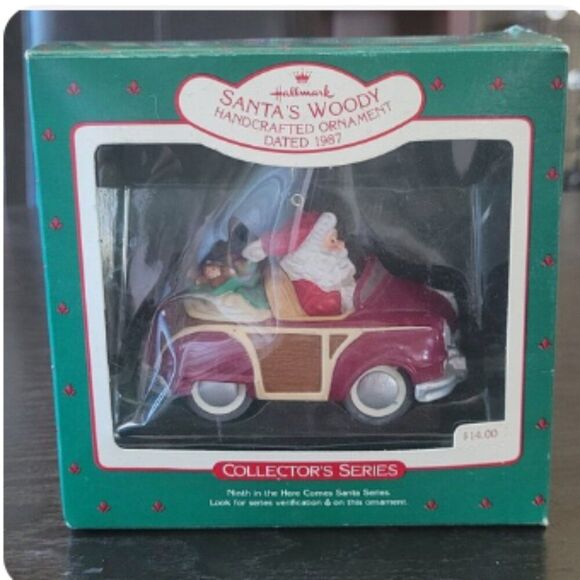 Hallmark
SANTA'S WOODY
HANDCRAFTED ORNAMENT
DATED 1987
$14.00
COLLECTOR'S SERIES
Ninth in the Here Comes Santa Series.
Look for series verification & on this ornament.